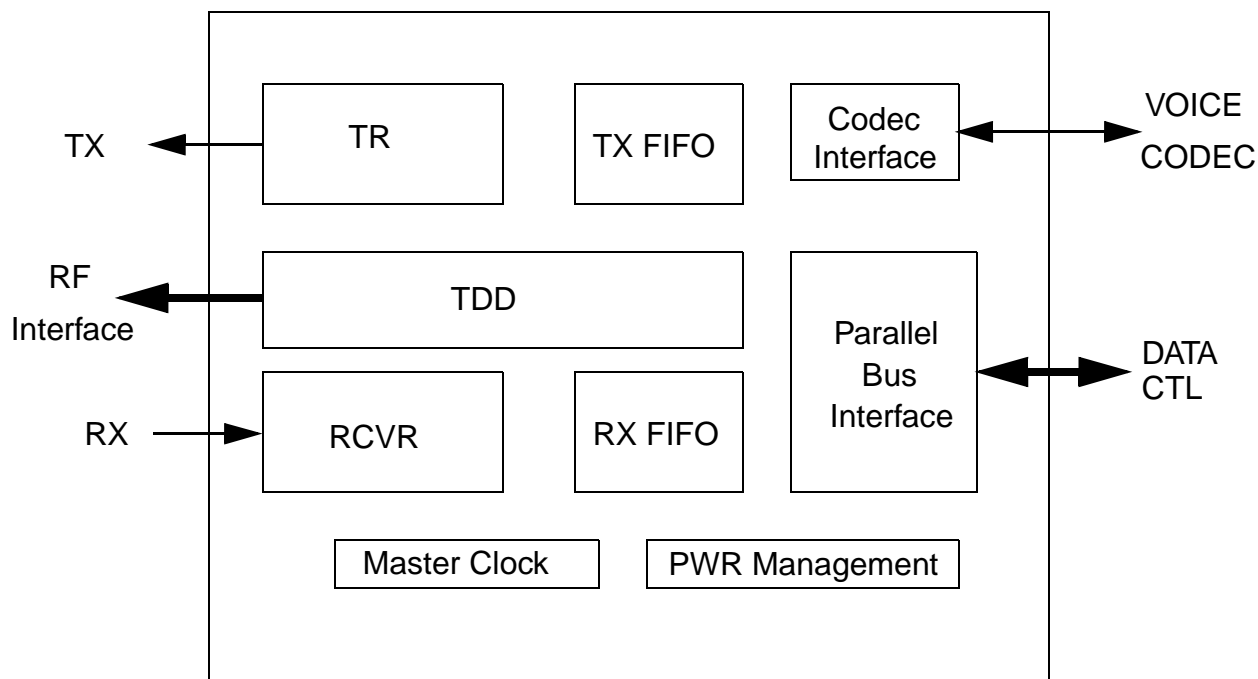 TX
TR
TX FIFO
Codec
Interface
VOICE
CODEC
RF
Interface
TDD
Parallel
Bus
Interface
DATA
CTL
RX
RCVR
RX FIFO
Master Clock
PWR Management